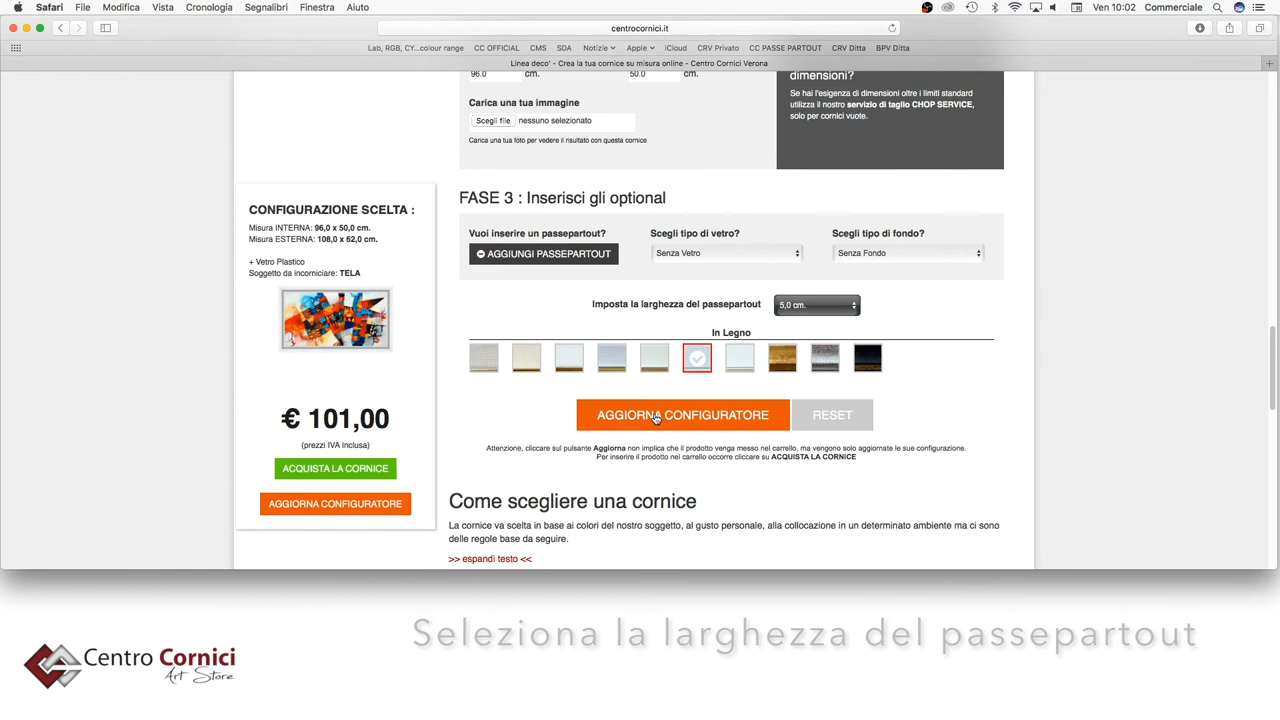 Safari File Modifica Vista Cronologia Segnalibri Finestra Aiuto Ven 10:02 Commerciale
centrocornici.it
Lab, RGB, CY...colour range CC OFFICIAL CMS SDA Notizie Apple iCloud CRV Privato CC PASSE PARTOUT CRV Ditta BPV Ditta
Linea deco' - Crea la tua cornice su misura online - Centro Cornici Verona
96.0 cm. 50.0 cm.
Carica una tua immagine
Scegli file nessuno selezionato
Carica una tua foto per vedere il risultato con questa cornice
dimensioni?
Se hai l'esigenza di dimensioni oltre i limiti standard
utilizza il nostro servizio di taglio CHOP SERVICE,
solo per cornici vuote.
CONFIGURAZIONE SCELTA :
Misura INTERNA: 96,0 x 50,0 cm.
Misura ESTERNA: 108,0 x 62,0 cm.
+ Vetro Plastico
Soggetto da incorniciare: TELA
€ 101,00
(prezzi IVA Inclusa)
ACQUISTA LA CORNICE
AGGIORNA CONFIGURATORE
FASE 3 : Inserisci gli optional
Vuoi inserire un passepartout? Scegli tipo di vetro? Scegli tipo di fondo?
AGGIUNGI PASSEPARTOUT Senza Vetro Senza Fondo
Imposta la larghezza del passepartout 5,0 cm.
In Legno
AGGIORNA CONFIGURATORE RESET
Attenzione, cliccare sul pulsante Aggiorna non implica che il prodotto venga messo nel carrello, ma vengono solo aggiornate le sue configurazione.
Per inserire il prodotto nel carrello occorre cliccare su ACQUISTA LA CORNICE
Come scegliere una cornice
La cornice va scelta in base ai colori del nostro soggetto, al gusto personale, alla collocazione in un determinato ambiente ma ci sono
delle regole base da seguire.
>> espandi testo <<
Seleziona la larghezza del passepartout
Centro Cornici
Art Store